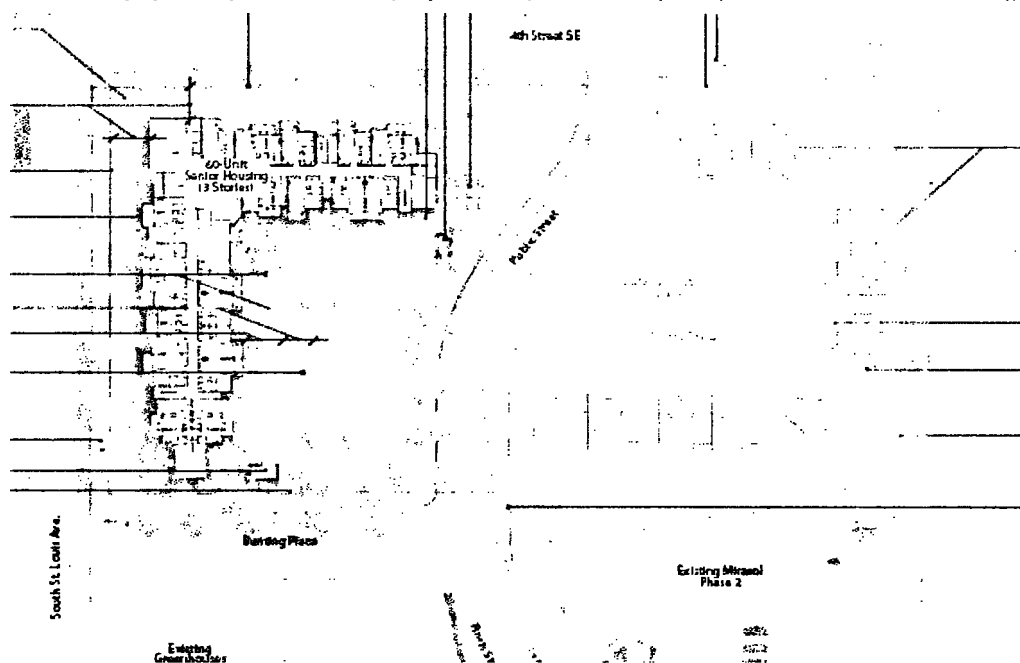 4th Street SE
60-Unit
Senior Housing
(3 Stories)
Public Street
South St. Louis Ave.
Banting Place
Existing Mirasol
Phase 2
Existing
Greenhouses